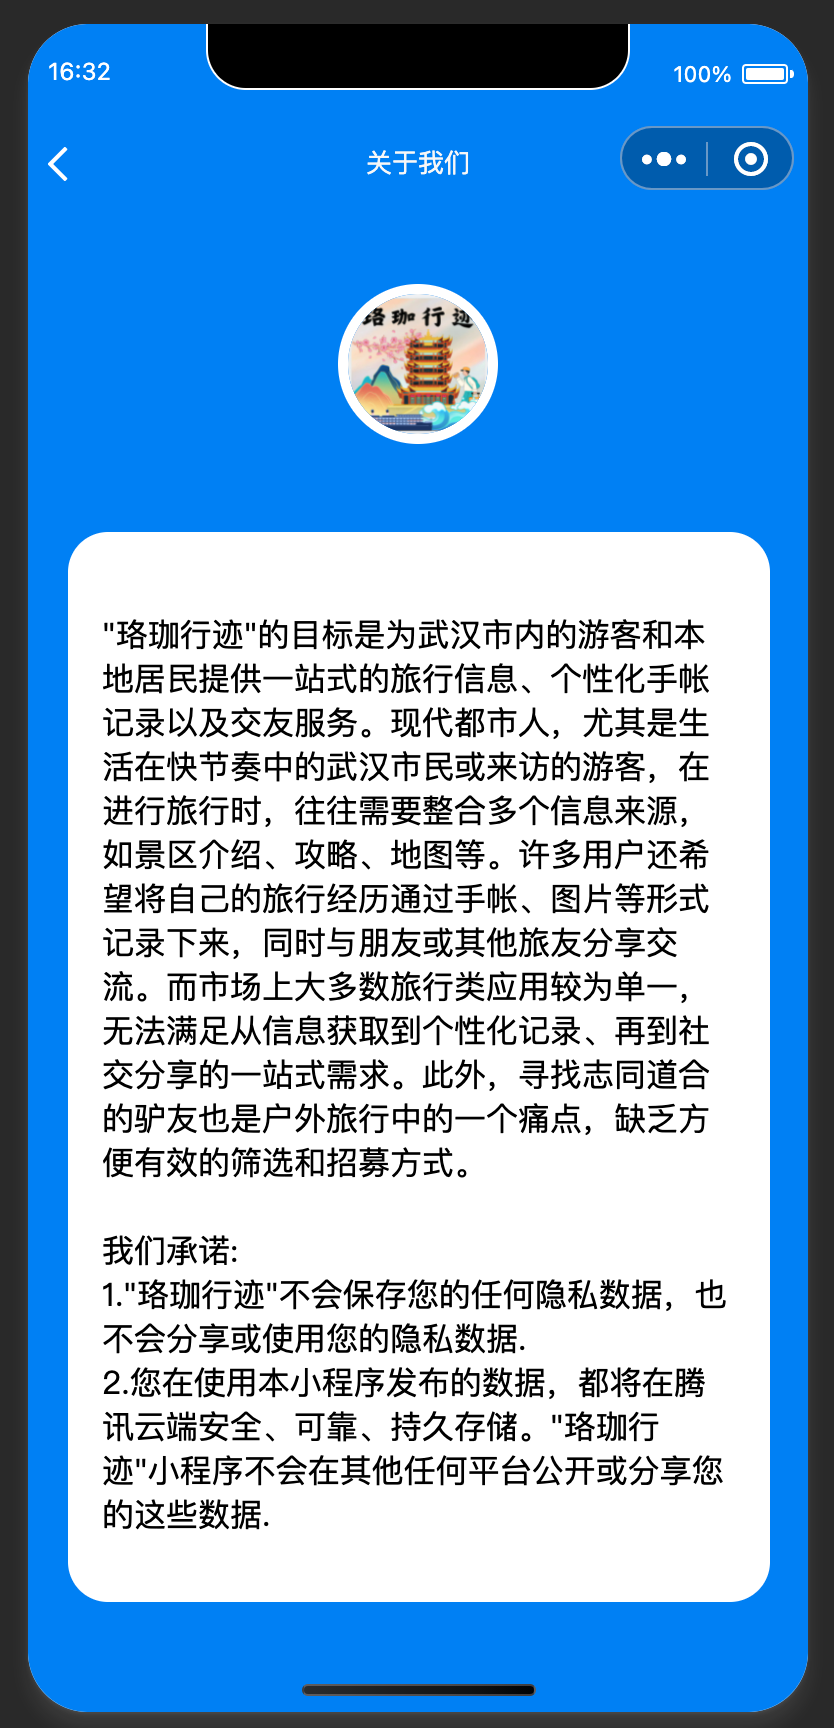 16:32
100%
关于我们
珞珈行迹
"珞珈行迹"的目标是为武汉市内的游客和本
地居民提供一站式的旅行信息、个性化手帐
记录以及交友服务。现代都市人，尤其是生
活在快节奏中的武汉市民或来访的游客，在
进行旅行时，往往需要整合多个信息来源，
如景区介绍、攻略、地图等。许多用户还希
望将自己的旅行经历通过手帐、图片等形式
记录下来，同时与朋友或其他旅友分享交
流。而市场上大多数旅行类应用较为单一，
无法满足从信息获取到个性化记录、再到社
交分享的一站式需求。此外，寻找志同道合
的驴友也是户外旅行中的一个痛点，缺乏方
便有效的筛选和招募方式。
我们承诺:
1."珞珈行迹"不会保存您的任何隐私数据，也
不会分享或使用您的隐私数据.
2.您在使用本小程序发布的数据，都将在腾
讯云端安全、可靠、持久存储。"珞珈行
迹"小程序不会在其他任何平台公开或分享您
的这些数据.